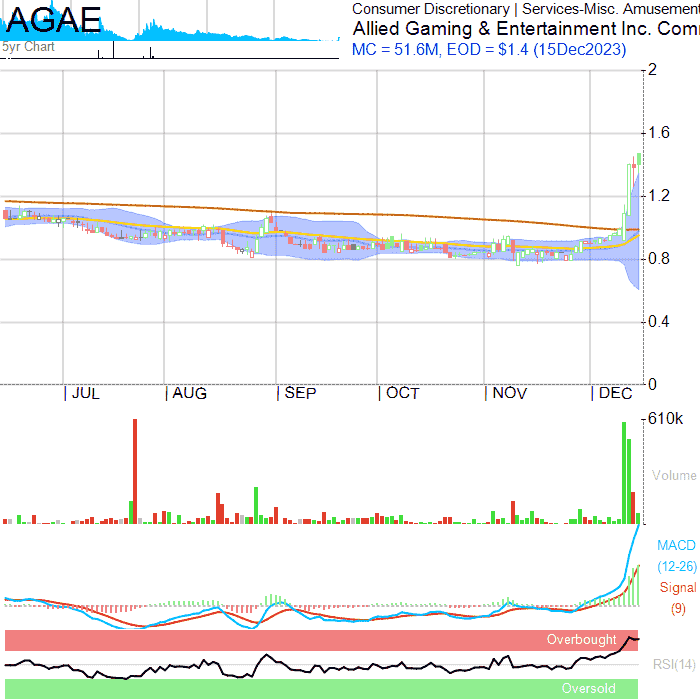 AGAE
5yr Chart
Consumer Discretionary | Services-Misc. Amusement
Allied Gaming & Entertainment Inc. Com
MC = 51.6M, EOD = $1.4 (15Dec2023)
2
1.6
1.2
0.8
0.4
0
JUL AUG SEP OCT NOV DEC
610k
Volume
MACD
(12-26)
Signal
(9)
Overbought
RSI(14)
Oversold